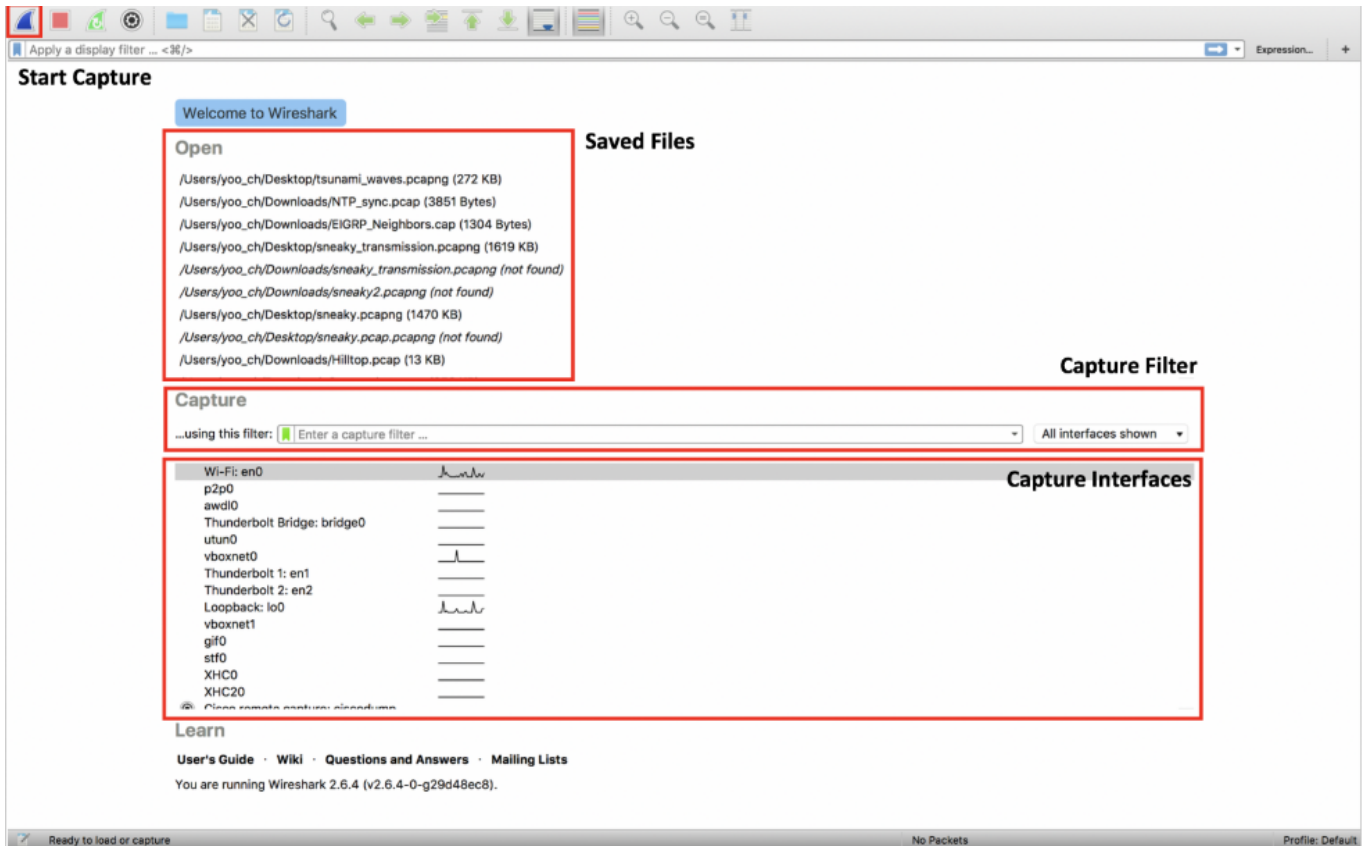 Apply a display filter ... <⌘/>
Expression...
+
Start Capture
Welcome to Wireshark
Saved Files
Open
/Users/yoo_ch/Desktop/tsunami_waves.pcapng (272 KB)
/Users/yoo_ch/Downloads/NTP_sync.pcap (3851 Bytes)
/Users/yoo_ch/Downloads/EIGRP_Neighbors.cap (1304 Bytes)
/Users/yoo_ch/Desktop/sneaky_transmission.pcapng (1619 KB)
/Users/yoo_ch/Downloads/sneaky_transmission.pcapng (not found)
/Users/yoo_ch/Downloads/sneaky2.pcapng (not found)
/Users/yoo_ch/Desktop/sneaky.pcapng (1470 KB)
/Users/yoo_ch/Desktop/sneaky.pcap.pcapng (not found)
/Users/yoo_ch/Downloads/Hilltop.pcap (13 KB)
Capture Filter
Capture
...using this filter: Enter a capture filter ... All interfaces shown
Capture Interfaces
Wi-Fi: en0
p2p0
awdl0
Thunderbolt Bridge: bridge0
utun0
vboxnet0
Thunderbolt 1: en1
Thunderbolt 2: en2
Loopback: lo0
vboxnet1
gif0
stf0
XHC0
XHC20
Cisco remote capture: ciscodump
Learn
User's Guide · Wiki · Questions and Answers · Mailing Lists
You are running Wireshark 2.6.4 (v2.6.4-0-g29d48ec8).
Ready to load or capture No Packets Profile: Default